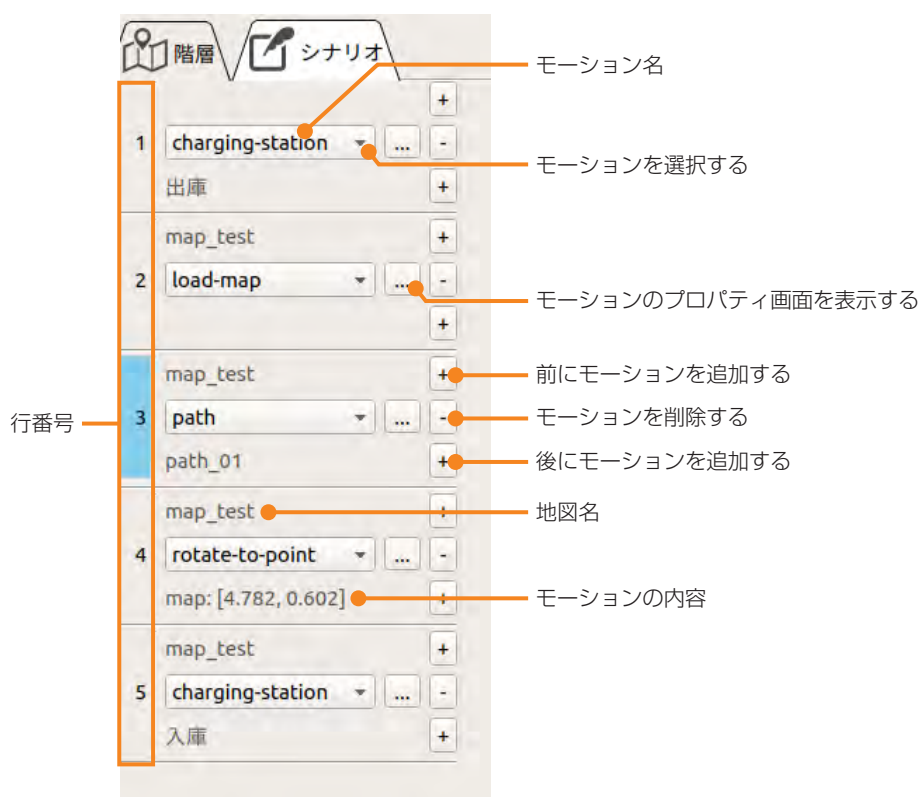 階層 シナリオ
モーション名
+
1 charging-station ... -
モーションを選択する
出庫 +
map_test +
2 load-map ... -
モーションのプロパティ画面を表示する
+
map_test + 前にモーションを追加する
行番号 3 path ... - モーションを削除する
path_01 + 後にモーションを追加する
map_test + 地図名
4 rotate-to-point ... -
map: [4.782, 0.602] + モーションの内容
map_test +
5 charging-station ... -
入庫 +